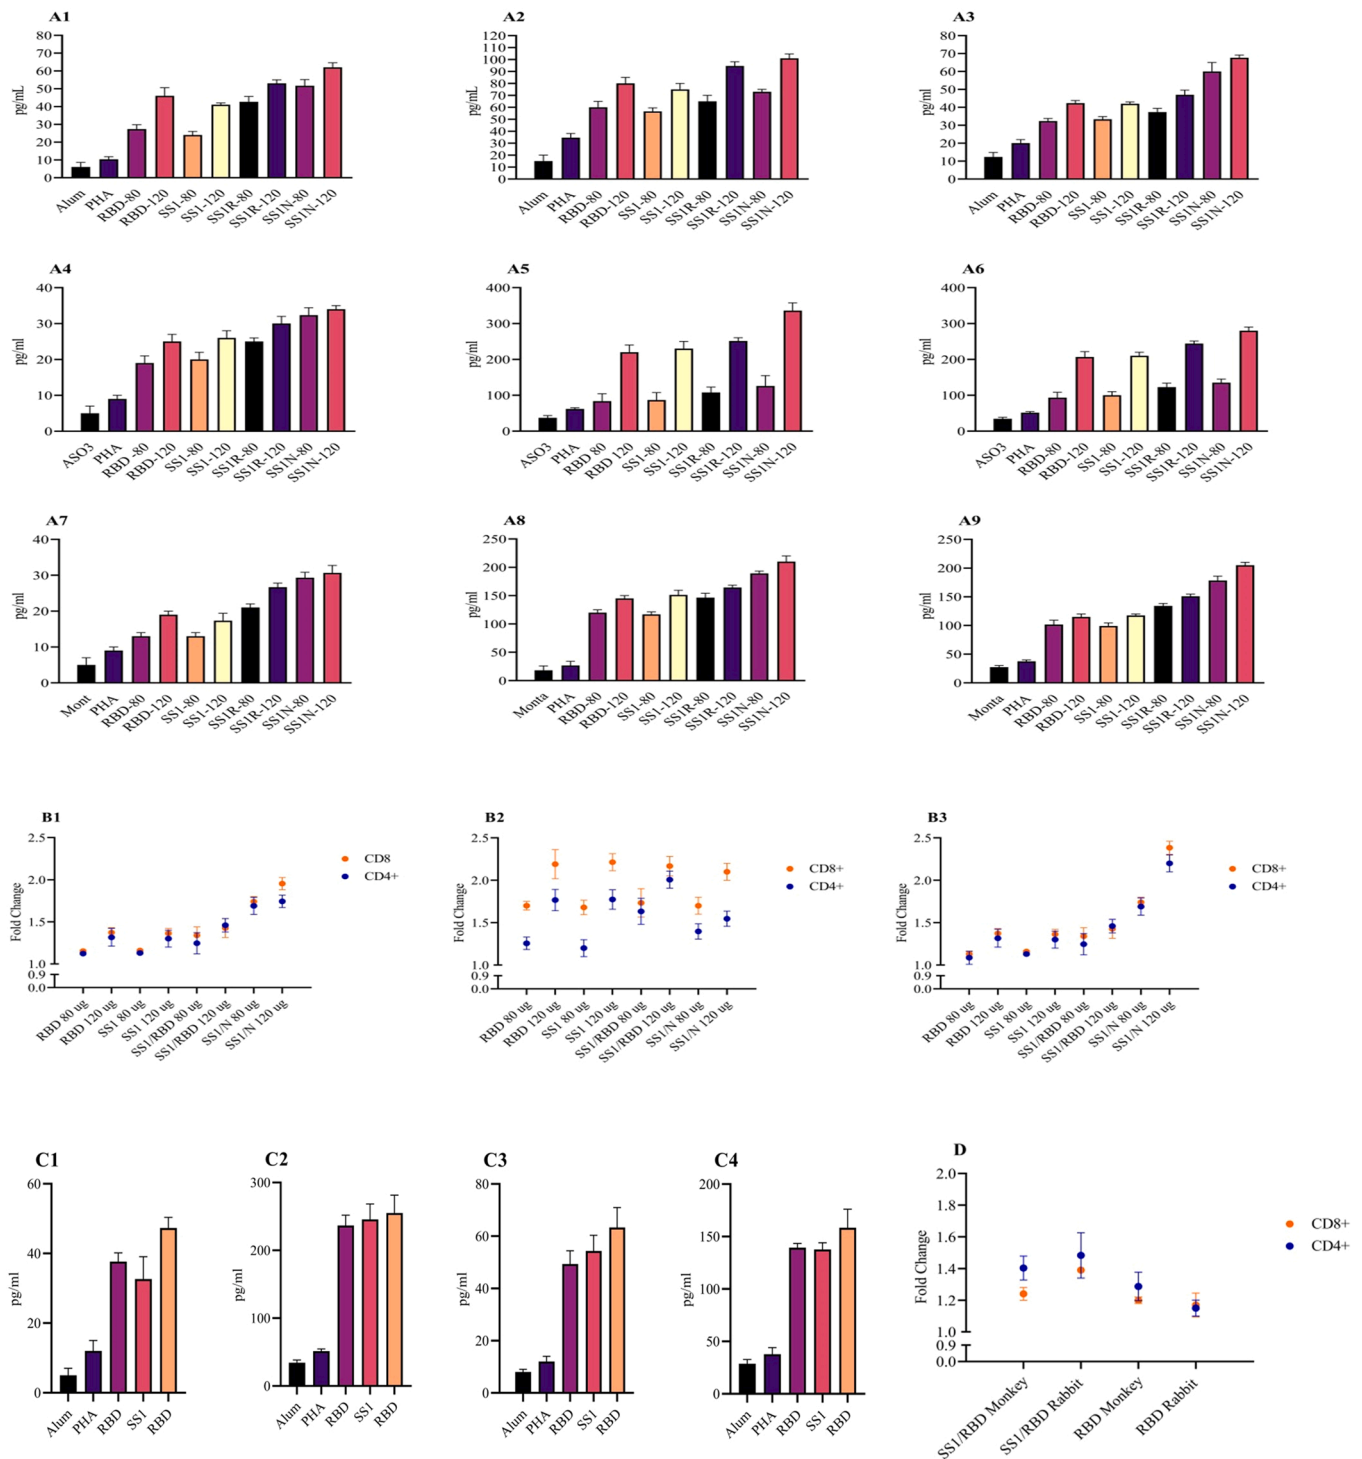 A1
pg/mL
80
70
60
50
40
30
20
10
0
Alum
PHA
RBD-80
RBD-120
SS1-80
SS1-120
SS1R-80
SS1R-120
SS1N-80
SS1N-120
A2
pg/mL
120
110
100
90
80
70
60
50
40
30
20
10
0
Alum
PHA
RBD-80
RBD-120
SS1-80
SS1-120
SS1R-80
SS1R-120
SS1N-80
SS1N-120
A3
pg/ml
80
70
60
50
40
30
20
10
0
Alum
PHA
RBD-80
RBD-120
SS1-80
SS1-120
SS1R-80
SS1R-120
SS1N-80
SS1N-120
A4
pg/ml
40
30
20
10
0
ASO3
PHA
RBD-80
RBD-120
SS1-80
SS1-120
SS1R-80
SS1R-120
SS1N-80
SS1N-120
A5
pg/ml
400
300
200
100
0
ASO3
PHA
RBD 80
RBD 120
SS1-80
SS1-120
SS1R-80
SS1R-120
SS1N-80
SS1N-120
A6
pg/ml
400
300
200
100
0
ASO3
PHA
RBD-80
RBD-120
SS1-80
SS1-120
SS1R-80
SS1R-120
SS1N-80
SS1N-120
A7
pg/ml
40
30
20
10
0
Mont
PHA
RBD-80
RBD-120
SS1-80
SS1-120
SS1R-80
SS1R-120
SS1N-80
SS1N-120
A8
pg/ml
250
200
150
100
50
0
Monta
PHA
RBD-80
RBD-120
SS1-80
SS1-120
SS1R-80
SS1R-120
SS1N-80
SS1N-120
A9
pg/ml
250
200
150
100
50
0
Monta
PHA
RBD-80
RBD-120
SS1-80
SS1-120
SS1R-80
SS1R-120
SS1N-80
SS1N-120
B1
Fold Change
2.5
2.0
1.5
1.0
0.9
0.0
RBD 80 ug
RBD 120 ug
SS1 80 ug
SS1 120 ug
SS1/RBD 80 ug
SS1/RBD 120 ug
SS1/N 80 ug
SS1/N 120 ug
CD8
CD4+
B2
Fold Change
2.5
2.0
1.5
1.0
0.9
0.0
RBD 80 ug
RBD 120 ug
SS1 80 ug
SS1 120 ug
SS1/RBD 80 ug
SS1/RBD 120 ug
SS1/N 80 ug
SS1/N 120 ug
CD8+
CD4+
B3
Fold Change
2.5
2.0
1.5
1.0
0.9
0.0
RBD 80 ug
RBD 120 ug
SS1 80 ug
SS1 120 ug
SS1/RBD 80 ug
SS1/RBD 120 ug
SS1/N 80 ug
SS1/N 120 ug
CD8+
CD4+
C1
pg/ml
60
40
20
0
Alum
PHA
RBD
SS1
RBD
C2
pg/ml
300
200
100
0
Alum
PHA
RBD
SS1
RBD
C3
pg/ml
80
60
40
20
0
Alum
PHA
RBD
SS1
RBD
C4
pg/ml
200
150
100
50
0
Alum
PHA
RBD
SS1
RBD
D
Fold Change
2.0
1.8
1.6
1.4
1.2
1.0
0.9
0.0
SS1/RBD Monkey
SS1/RBD Rabbit
RBD Monkey
RBD Rabbit
CD8+
CD4+